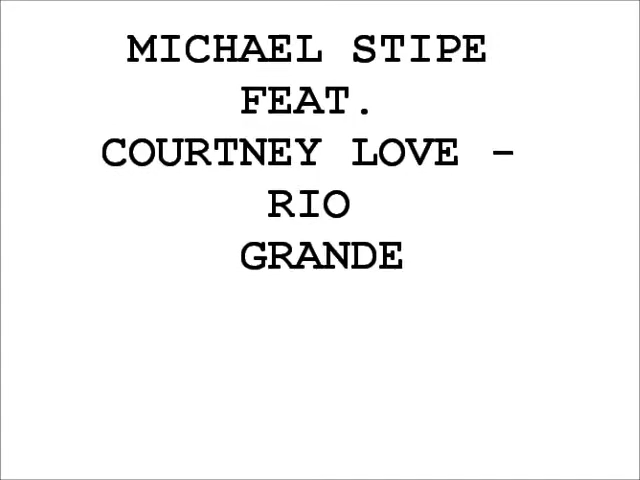 MICHAEL STIPE
FEAT.
COURTNEY LOVE -
RIO
GRANDE